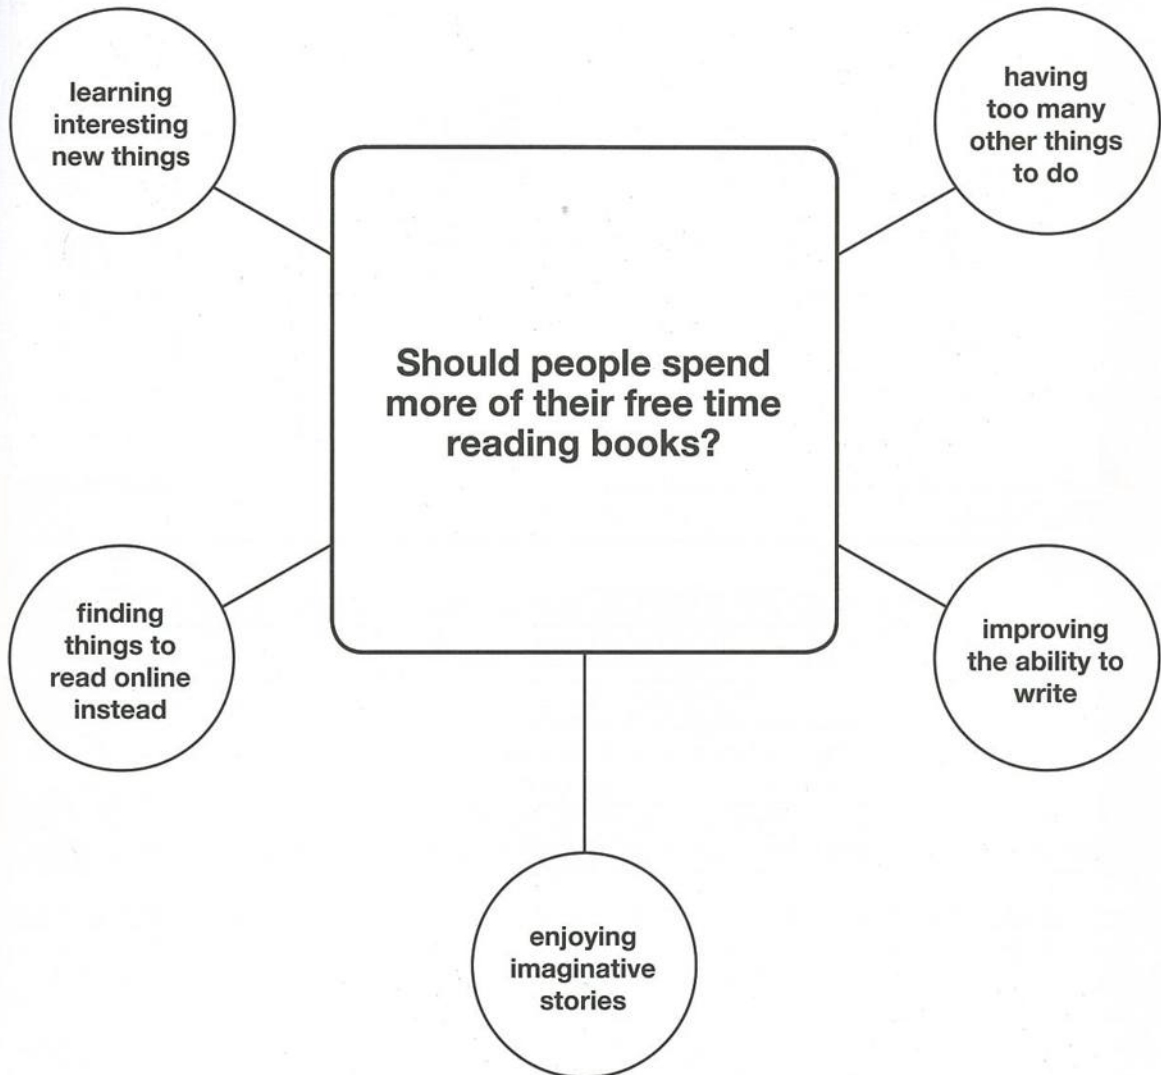 learning
interesting
new things
having
too many
other things
to do
Should people spend
more of their free time
reading books?
finding
things to
read online
instead
improving
the ability to
write
enjoying
imaginative
stories